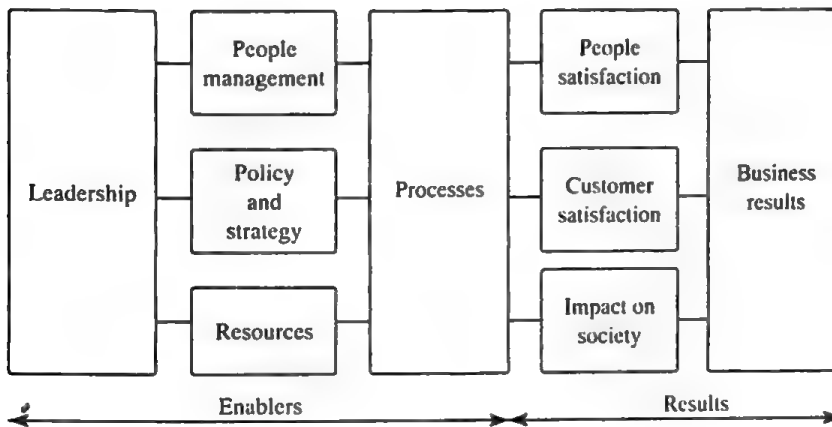 Leadership
People
management
Policy
and
strategy
Resources
Processes
People
satisfaction
Customer
satisfaction
Impact on
society
Business
results
Enablers
Results